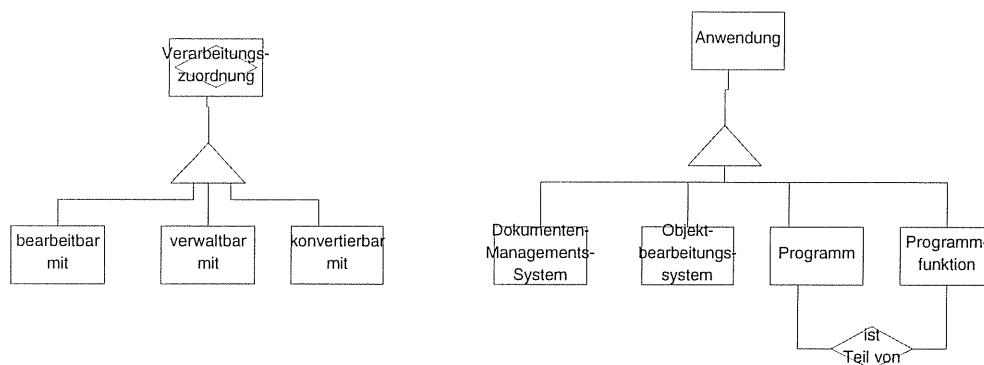 Verarbeitungs-
zuordnung
bearbeitbar
mit
verwaltbar
mit
konvertierbar
mit
Anwendung
Dokumenten-
Managements-
System
Objekt-
bearbeitungs-
system
Programm
Programm-
funktion
ist
Teil von